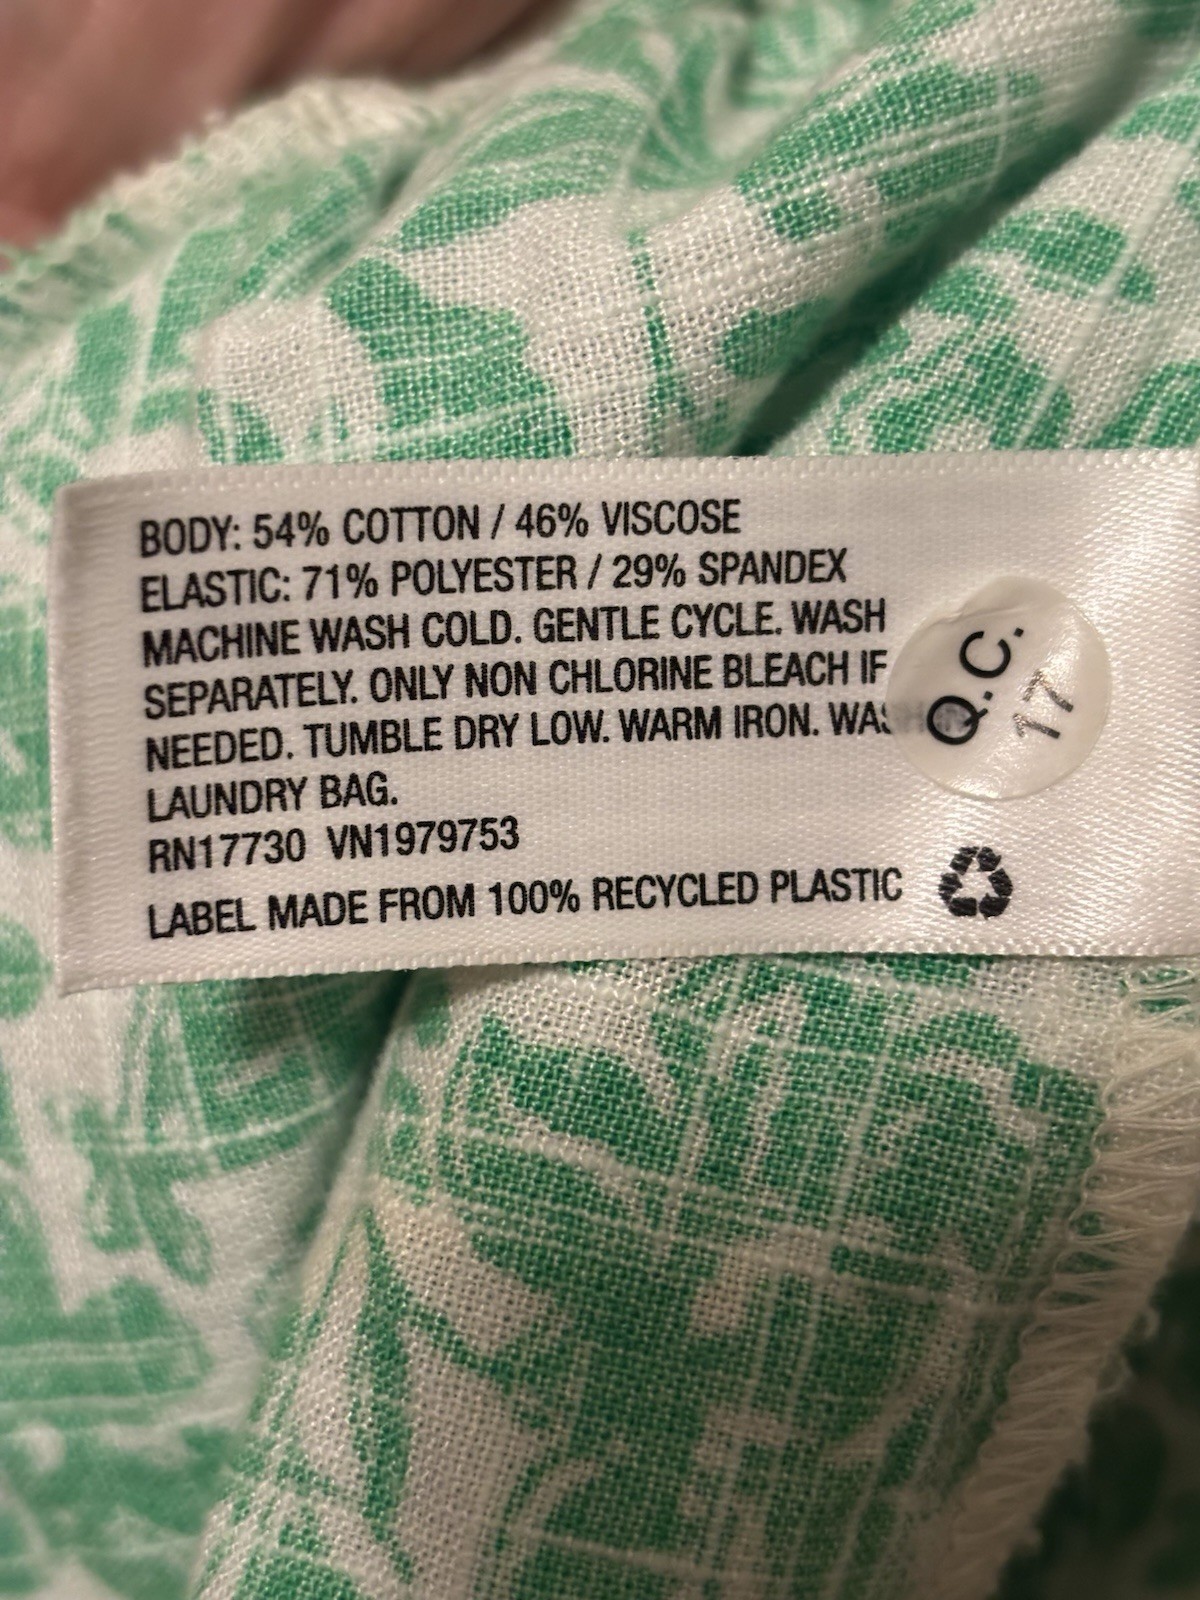 BODY: 54% COTTON / 46% VISCOSE
ELASTIC: 71% POLYESTER / 29% SPANDEX
MACHINE WASH COLD. GENTLE CYCLE. WASH
SEPARATELY. ONLY NON CHLORINE BLEACH IF
NEEDED. TUMBLE DRY LOW. WARM IRON.
LAUNDRY BAG.
RN17730 VN1979753
LABEL MADE FROM 100% RECYCLED PLASTIC
Q.C.
17